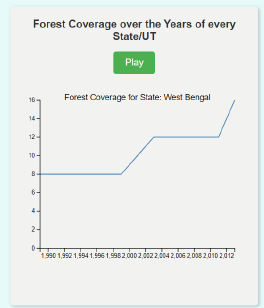 Forest Coverage over the Years of every
State/UT
Play
Forest Coverage for State: West Bengal
16
14
12
10
8
6
4
2
0
1,990 1,992 1,994 1,996 1,998 2,000 2,002 2,004 2,006 2,008 2,010 2,012